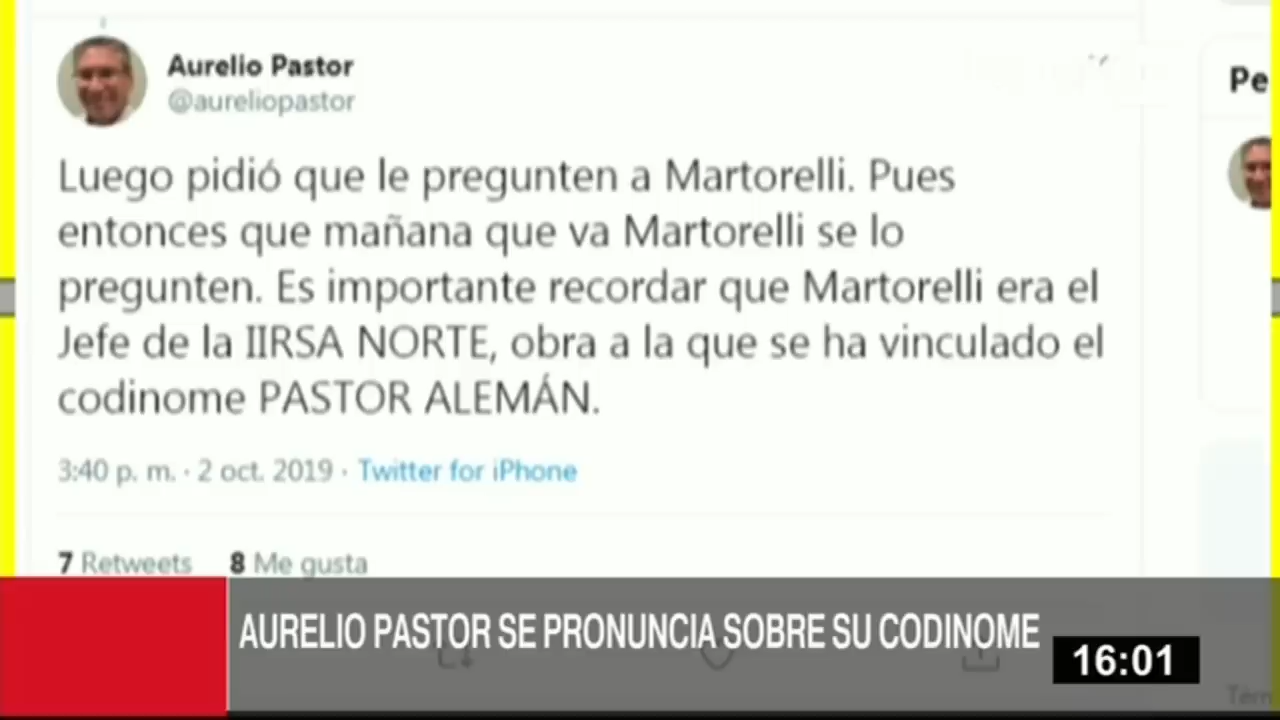 Aurelio Pastor
@aureliopastor
Pe
Luego pidió que le pregunten a Martorelli. Pues
entonces que mañana que va Martorelli se lo
pregunten. Es importante recordar que Martorelli era el
Jefe de la IIRSA NORTE, obra a la que se ha vinculado el
codinome PASTOR ALEMÁN.
3:40 p. m. · 2 oct. 2019 · Twitter for iPhone
7 Retweets 8 Me gusta
AURELIO PASTOR SE PRONUNCIA SOBRE SU CODINOME
16:01